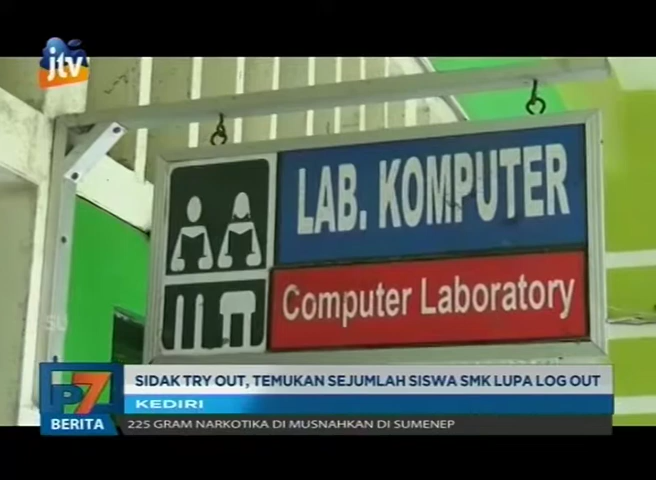 jtv
LAB. KOMPUTER
Computer Laboratory
P7
SIDAK TRY OUT, TEMUKAN SEJUMLAH SISWA SMK LUPA LOG OUT
KEDIRI
BERITA
225 GRAM NARKOTIKA DI MUSNAHKAN DI SUMENEP